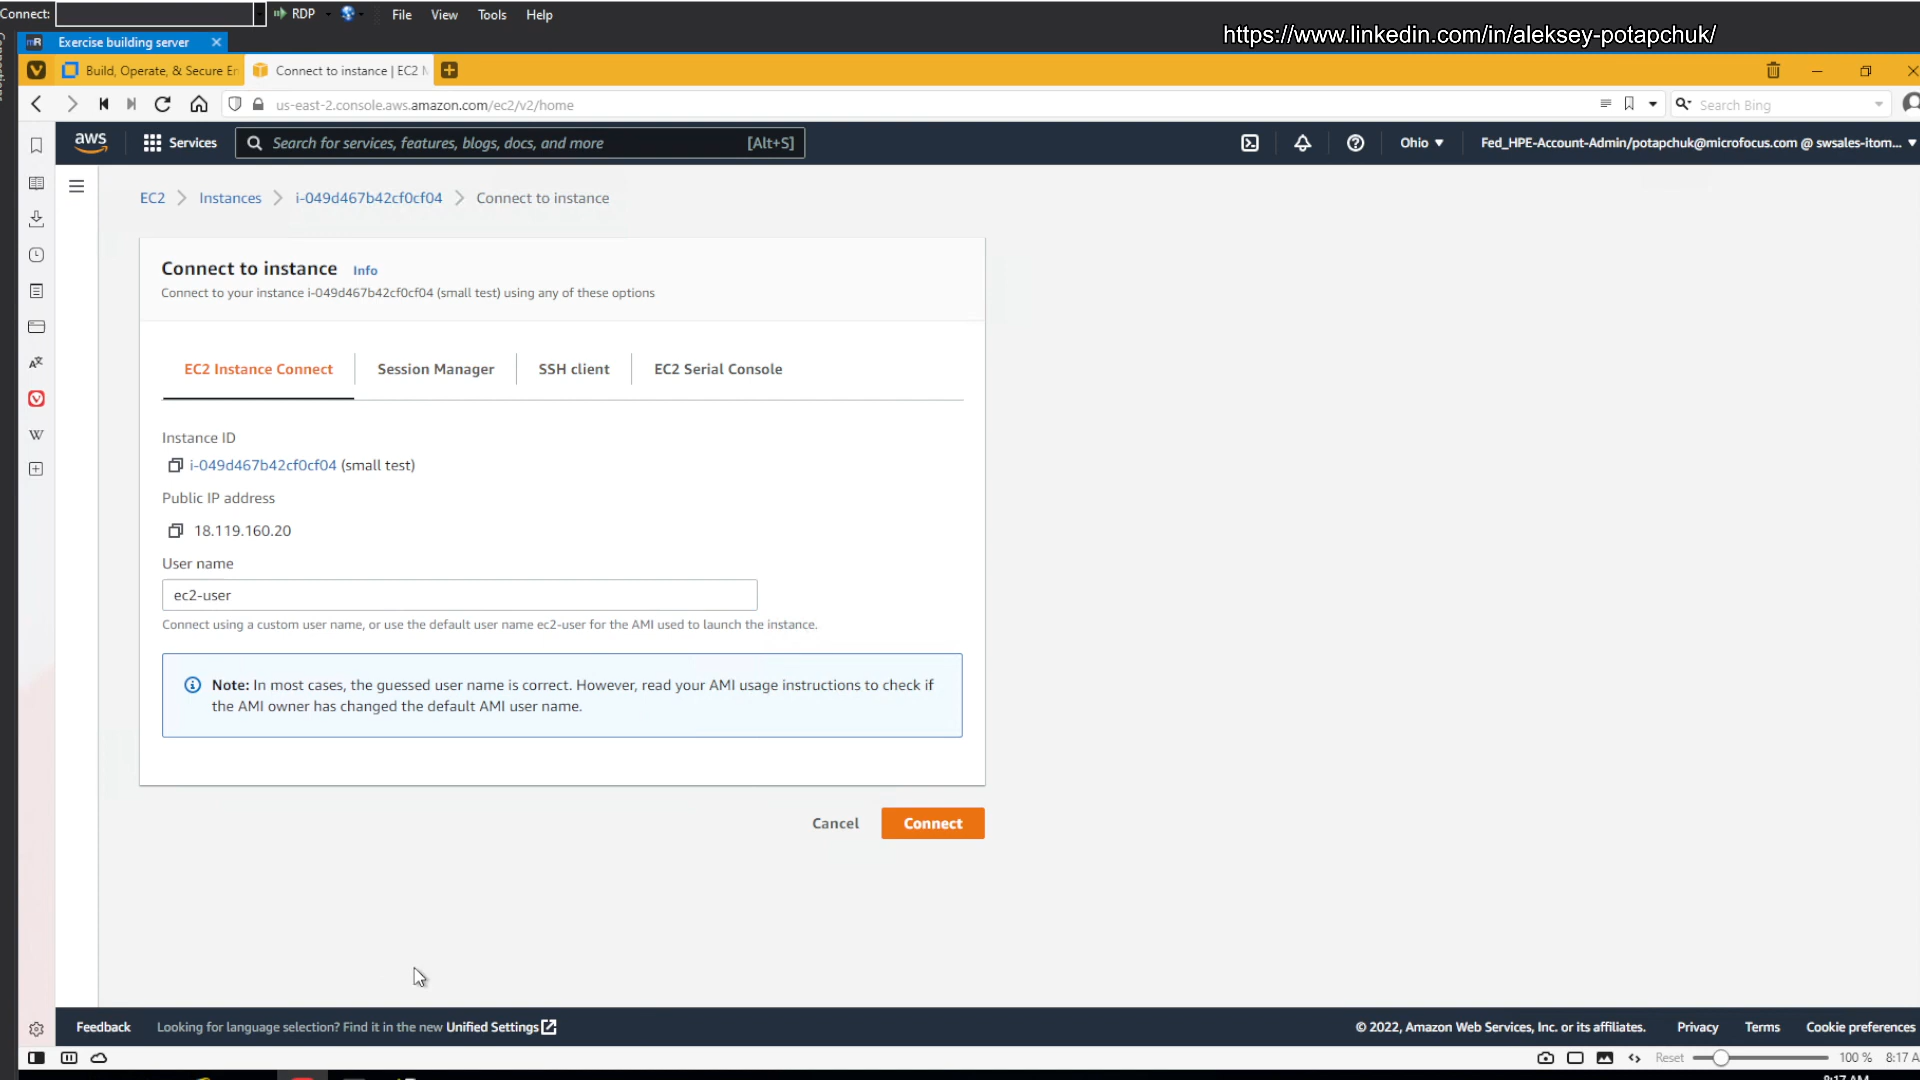 Connect: RDP File View Tools Help
https://www.linkedin.com/in/aleksey-potapchuk/
mR Exercise building server
Build, Operate, & Secure En Connect to instance | EC2 M
us-east-2.console.aws.amazon.com/ec2/v2/home Search Bing
aws Services Search for services, features, blogs, docs, and more [Alt+S] Ohio Fed_HPE-Account-Admin/potapchuk@microfocus.com @ swsales-itom...
EC2 Instances i-049d467b42cf0cf04 Connect to instance
Connect to instance Info
Connect to your instance i-049d467b42cf0cf04 (small test) using any of these options
EC2 Instance Connect Session Manager SSH client EC2 Serial Console
Instance ID
i-049d467b42cf0cf04 (small test)
Public IP address
18.119.160.20
User name
ec2-user
Connect using a custom user name, or use the default user name ec2-user for the AMI used to launch the instance.
Note: In most cases, the guessed user name is correct. However, read your AMI usage instructions to check if
the AMI owner has changed the default AMI user name.
Cancel Connect
Feedback Looking for language selection? Find it in the new Unified Settings © 2022, Amazon Web Services, Inc. or its affiliates. Privacy Terms Cookie preferences
Reset 100 % 8:17 A